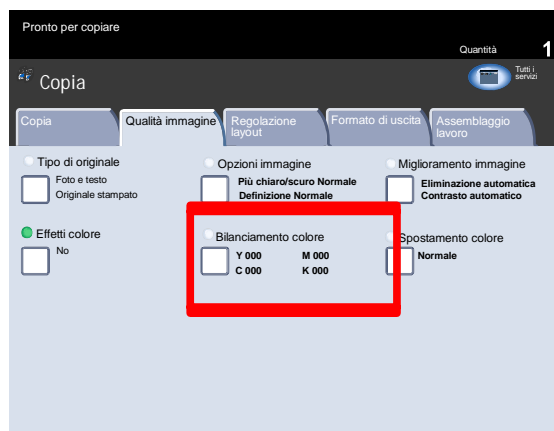 Pronto per copiare
Quantità 1
Copia
Tutti i
servizi
Copia
Qualità immagine
Regolazione
layout
Formato di uscita
Assemblaggio
lavoro
Tipo di originale
Foto e testo
Originale stampato
Opzioni immagine
Più chiaro/scuro Normale
Definizione Normale
Miglioramento immagine
Eliminazione automatica
Contrasto automatico
Effetti colore
No
Bilanciamento colore
Y 000 M 000
C 000 K 000
Spostamento colore
Normale